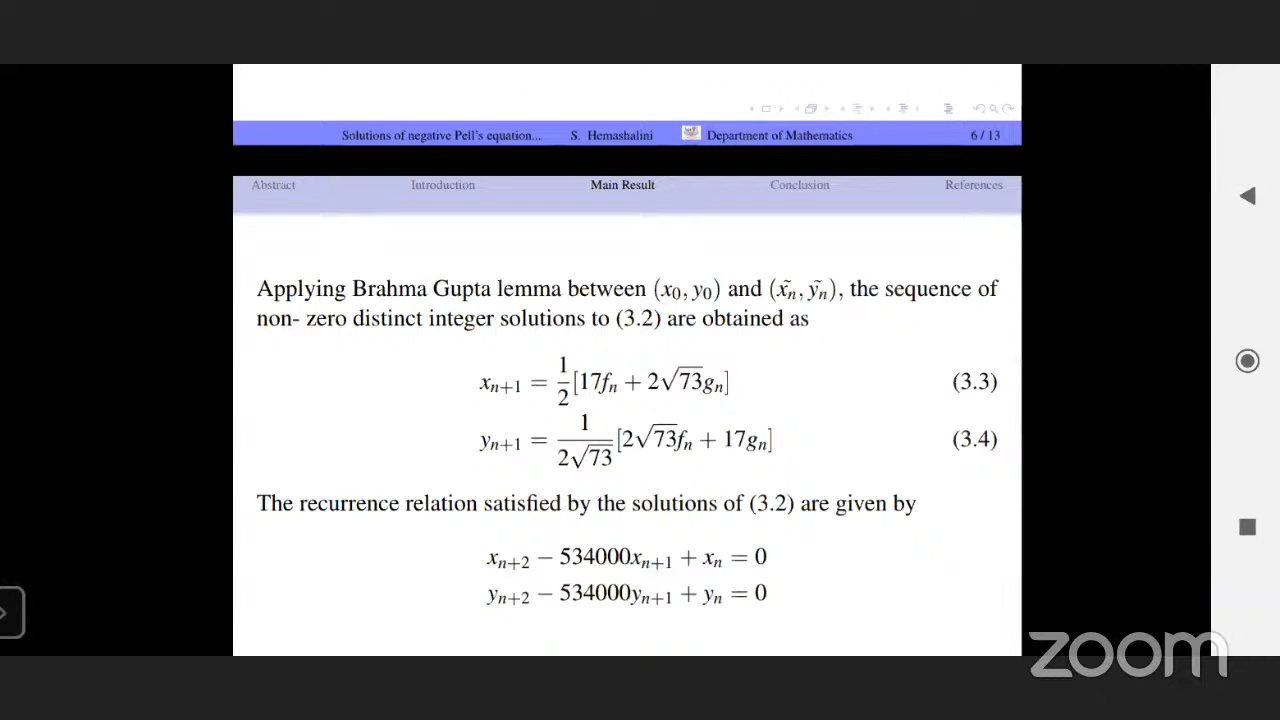 Solutions of negative Pell's equation... S. Hemashalini Department of Mathematics 6 / 13
Abstract Introduction Main Result Conclusion References
Applying Brahma Gupta lemma between (x₀, y₀) and (x̃ₙ, ỹₙ), the sequence of
non- zero distinct integer solutions to (3.2) are obtained as
xₙ₊₁ = 1/2 [17fₙ + 2√73gₙ] (3.3)
yₙ₊₁ = 1/(2√73) [2√73fₙ + 17gₙ] (3.4)
The recurrence relation satisfied by the solutions of (3.2) are given by
xₙ₊₂ − 534000xₙ₊₁ + xₙ = 0
yₙ₊₂ − 534000yₙ₊₁ + yₙ = 0
zoom